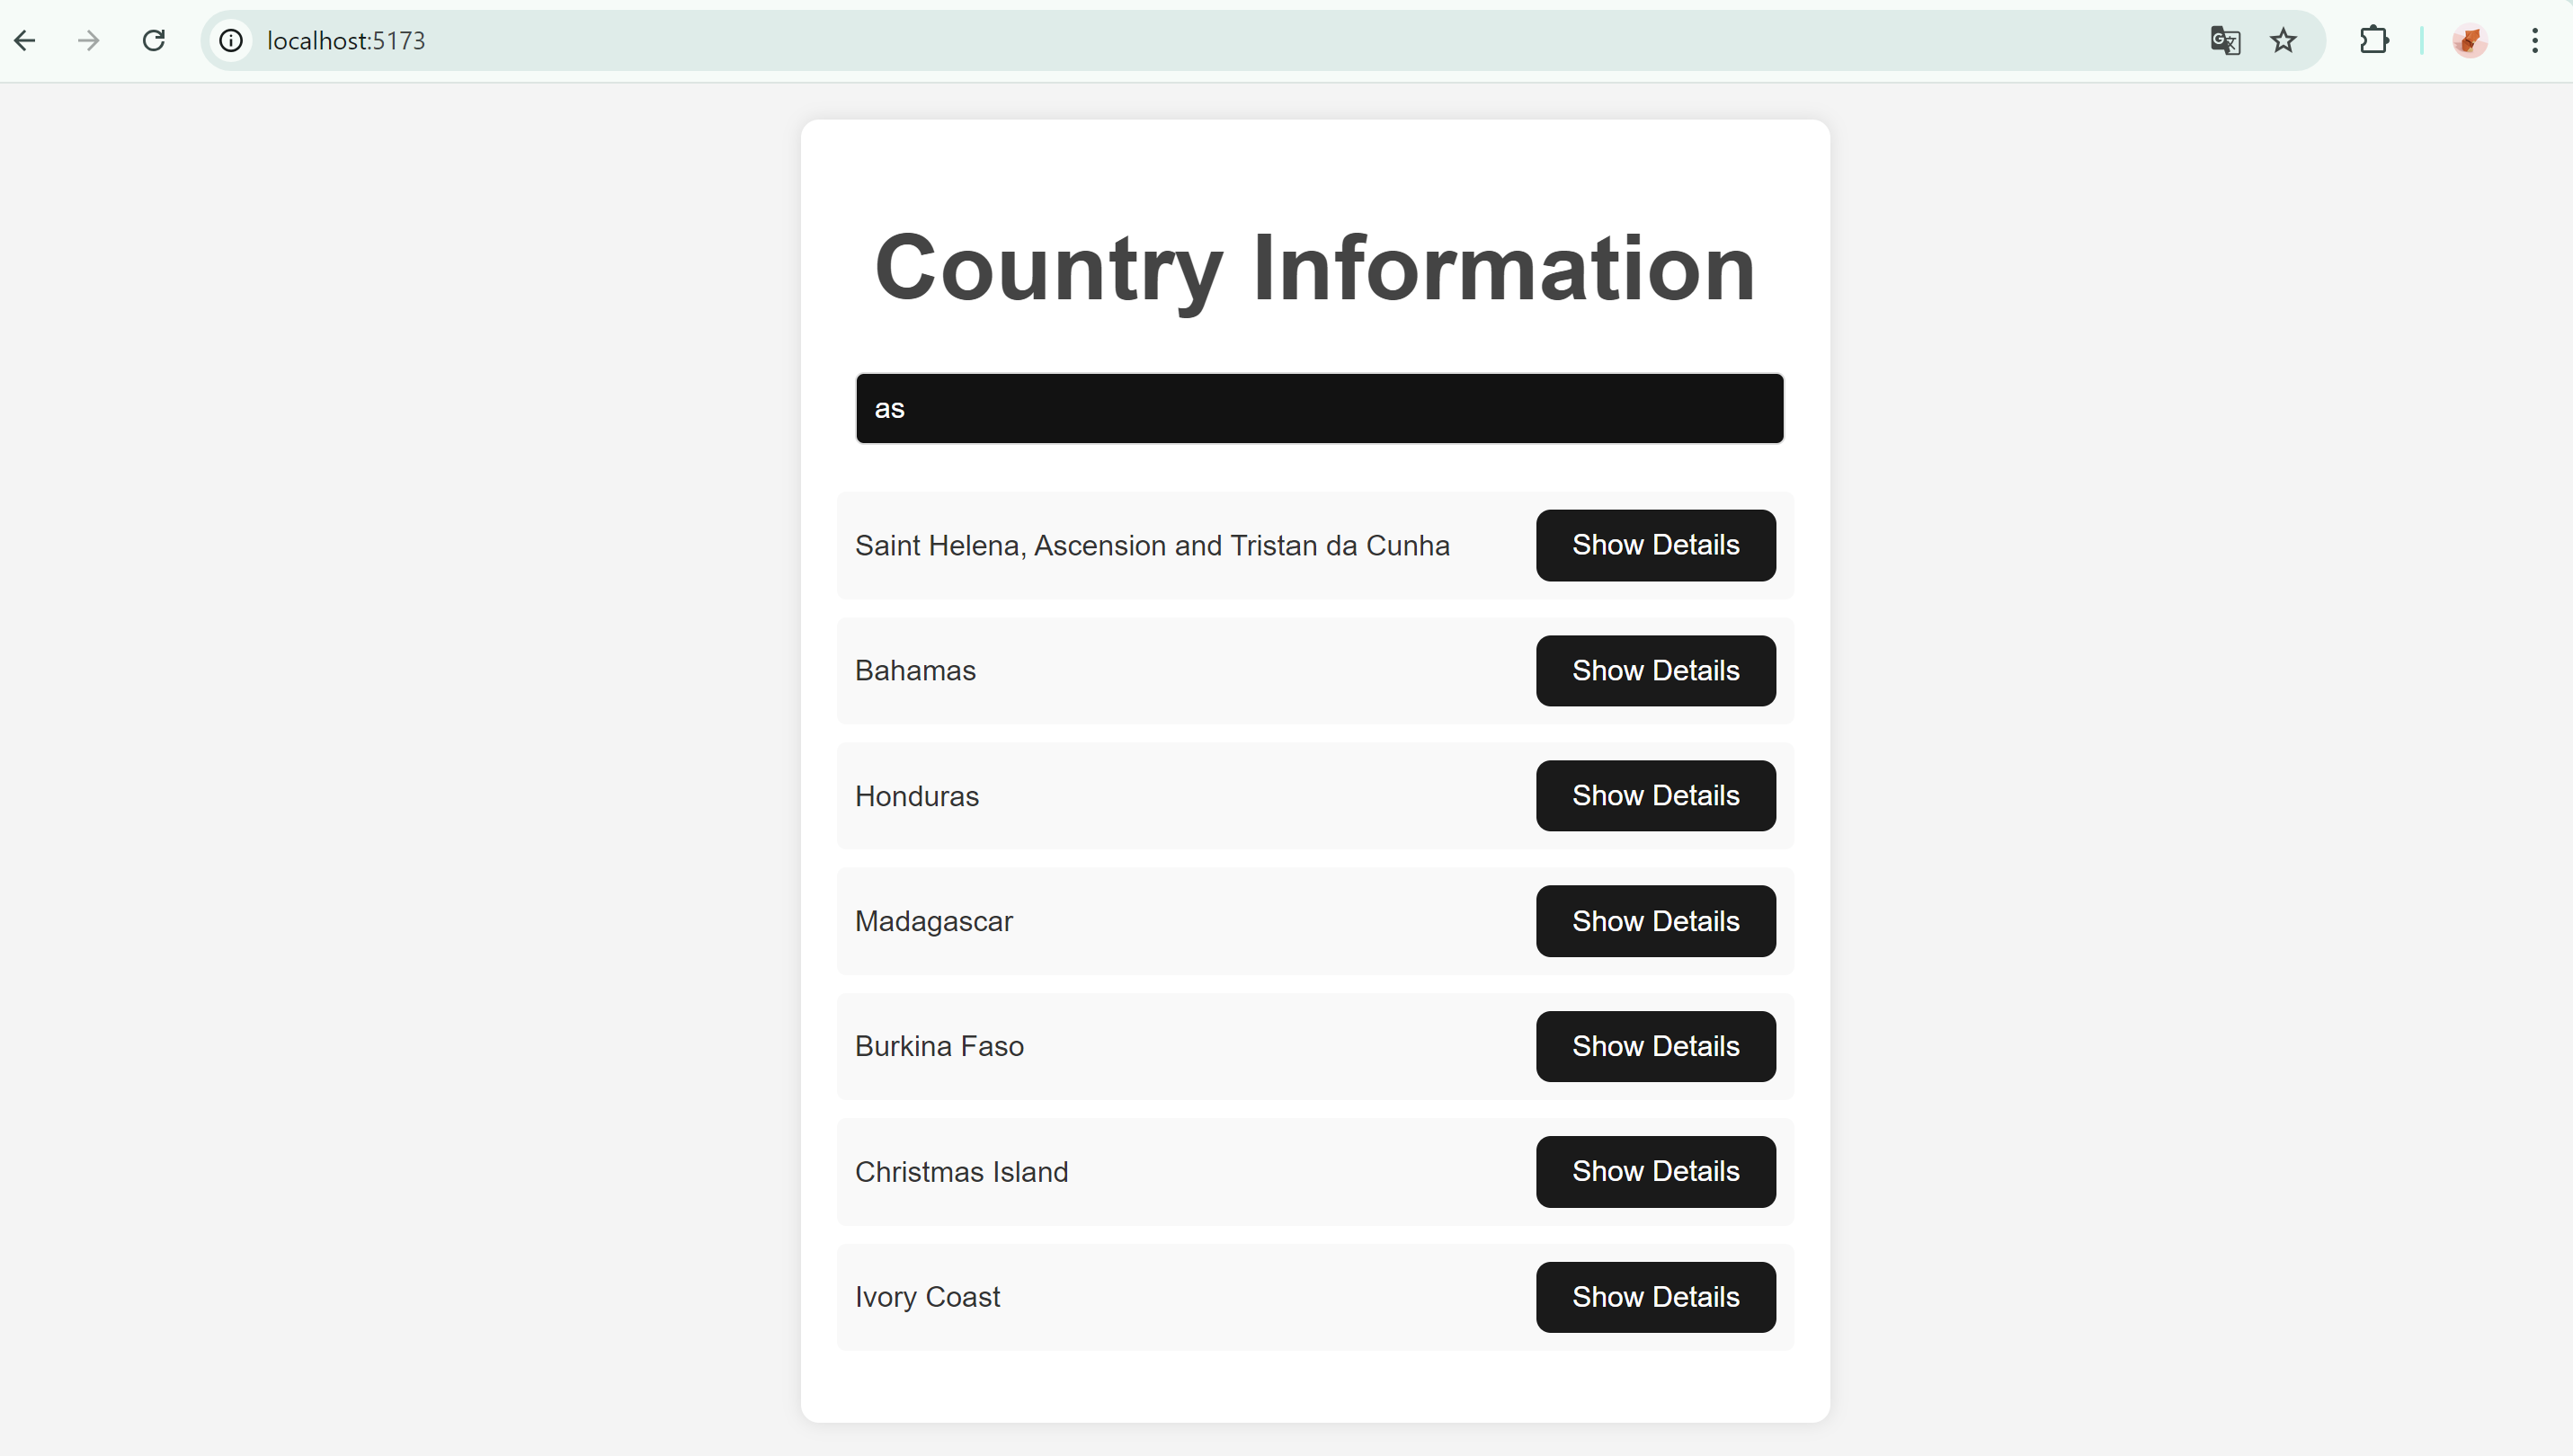 localhost:5173
Country Information
as
Saint Helena, Ascension and Tristan da Cunha Show Details
Bahamas Show Details
Honduras Show Details
Madagascar Show Details
Burkina Faso Show Details
Christmas Island Show Details
Ivory Coast Show Details